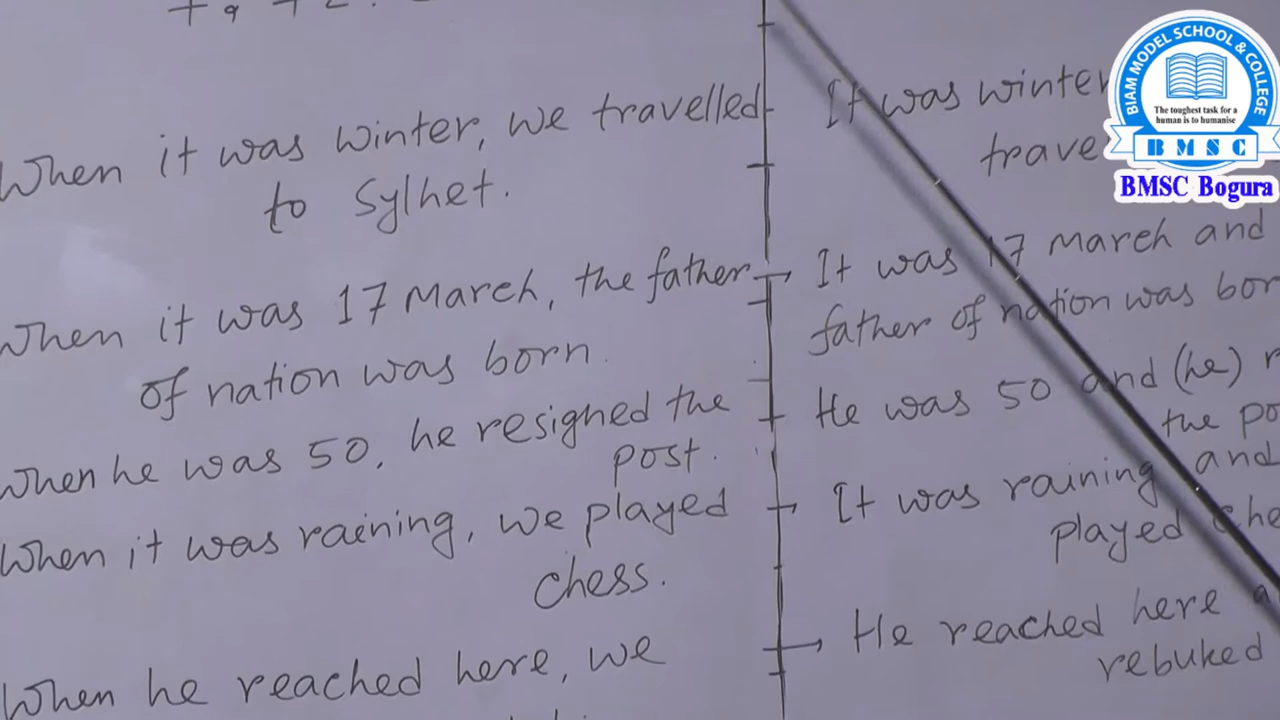 When it was winter, we travelled
to Sylhet.
When it was 17 March, the father
of nation was born.
When he was 50, he resigned the
post.
When it was raining, we played
chess.
When he reached here, we
It was winter
It was 17 March and
father of nation was
He was 50 and (he)
the
It was raining and
played
He reached here
rebuked
BIAM MODEL SCHOOL & COLLEGE
The toughest task for a
human is to humanise
BMSC
BMSC Bogura